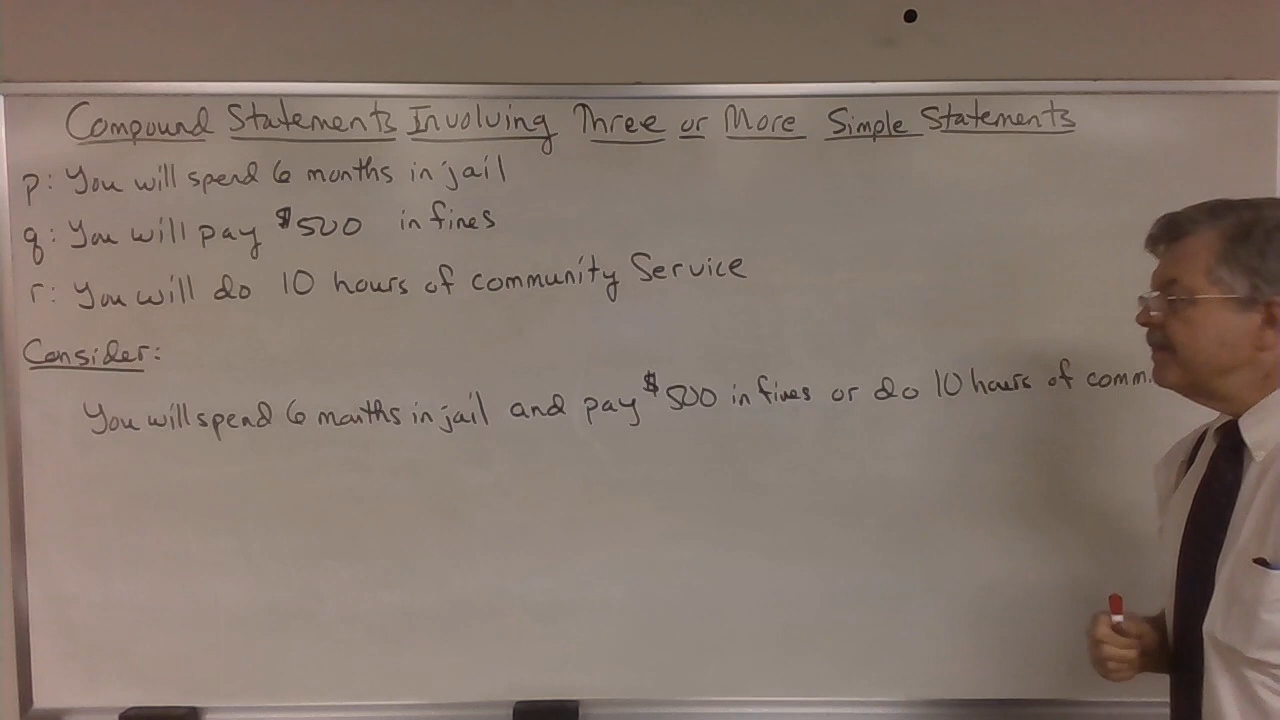 Compound Statements Involving Three or More Simple Statements
p: You will spend 6 months in jail
q: You will pay $500 in fines
r: You will do 10 hours of community Service
Consider:
You will spend 6 months in jail and pay $500 in fines or do 10 hours of comm